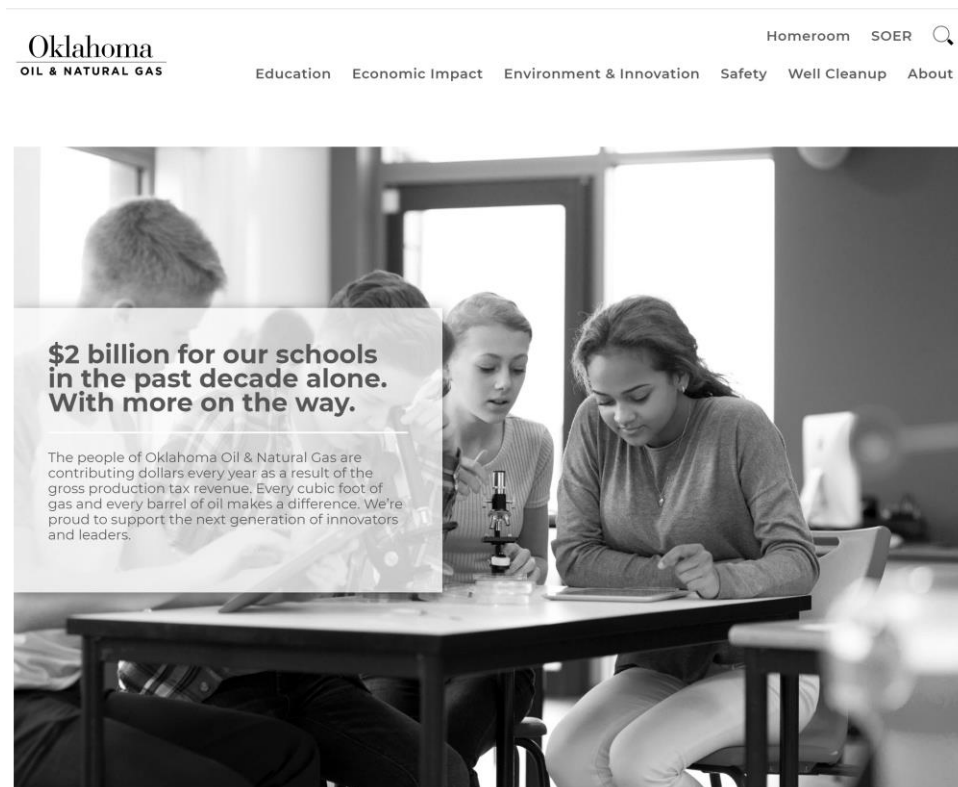 Oklahoma
OIL & NATURAL GAS
Homeroom SOER
Education Economic Impact Environment & Innovation Safety Well Cleanup About
$2 billion for our schools
in the past decade alone.
With more on the way.
The people of Oklahoma Oil & Natural Gas are
contributing dollars every year as a result of the
gross production tax revenue. Every cubic foot of
gas and every barrel of oil makes a difference. We’re
proud to support the next generation of innovators
and leaders.